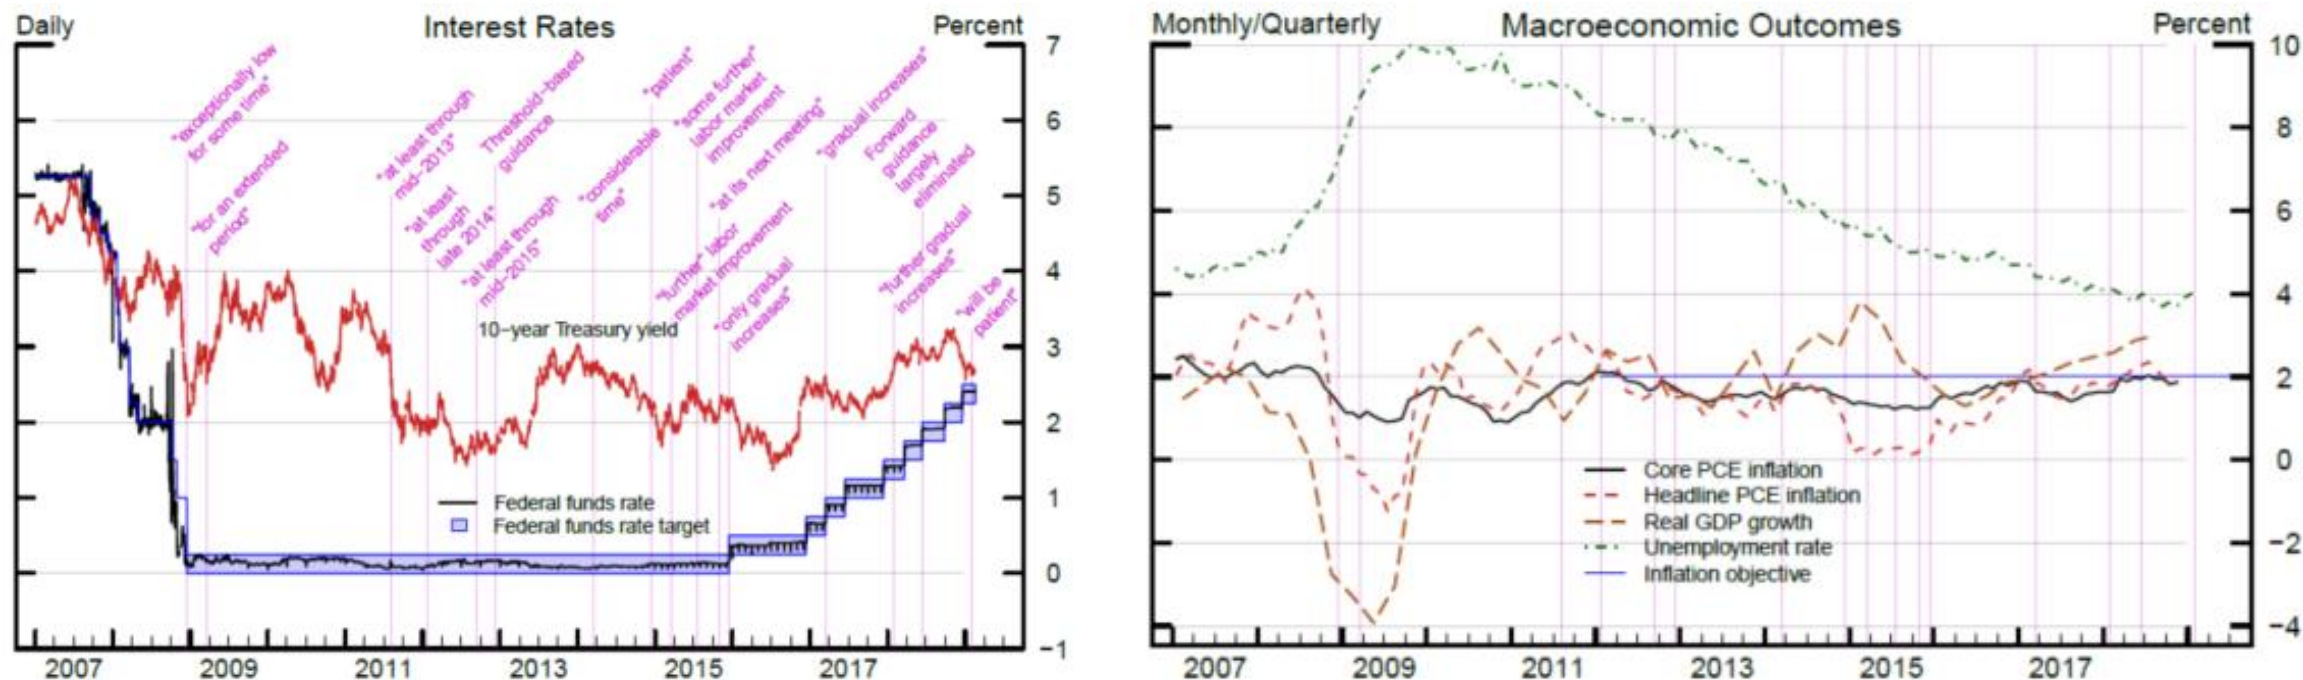 Daily
Interest Rates
Percent
7
6
5
4
3
2
1
0
−1
"exceptionally low
for some time"
"for an extended
period"
"at least through
mid−2013"
"at least
through
late 2014"
Threshold−based
guidance
"at least through
mid−2015"
"considerable
time"
"patient"
"some further"
labor market
improvement
"further" labor
market improvement
"at its next meeting"
"only gradual
increases"
"gradual increases"
Forward
guidance
largely
eliminated
"further gradual
increases"
"will be
patient"
10−year Treasury yield
Federal funds rate
Federal funds rate target
2007
2009
2011
2013
2015
2017
Monthly/Quarterly
Macroeconomic Outcomes
Percent
10
8
6
4
2
0
−2
−4
Core PCE inflation
Headline PCE inflation
Real GDP growth
Unemployment rate
Inflation objective
2007
2009
2011
2013
2015
2017